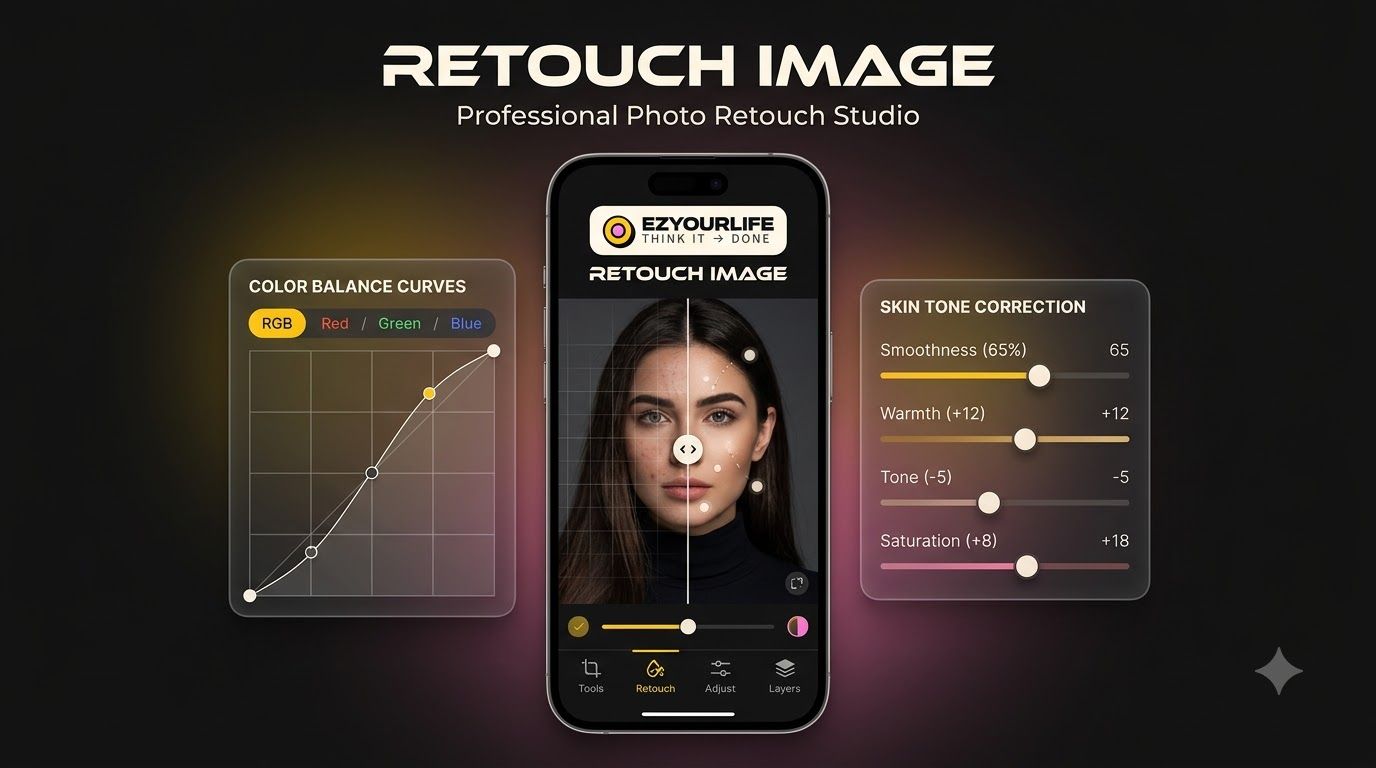 RETOUCH IMAGE
Professional Photo Retouch Studio
EZYOURLIFE
THINK IT → DONE
RETOUCH IMAGE
COLOR BALANCE CURVES
RGB Red / Green / Blue
SKIN TONE CORRECTION
Smoothness (65%) 65
Warmth (+12) +12
Tone (-5) -5
Saturation (+8) +18
Tools Retouch Adjust Layers